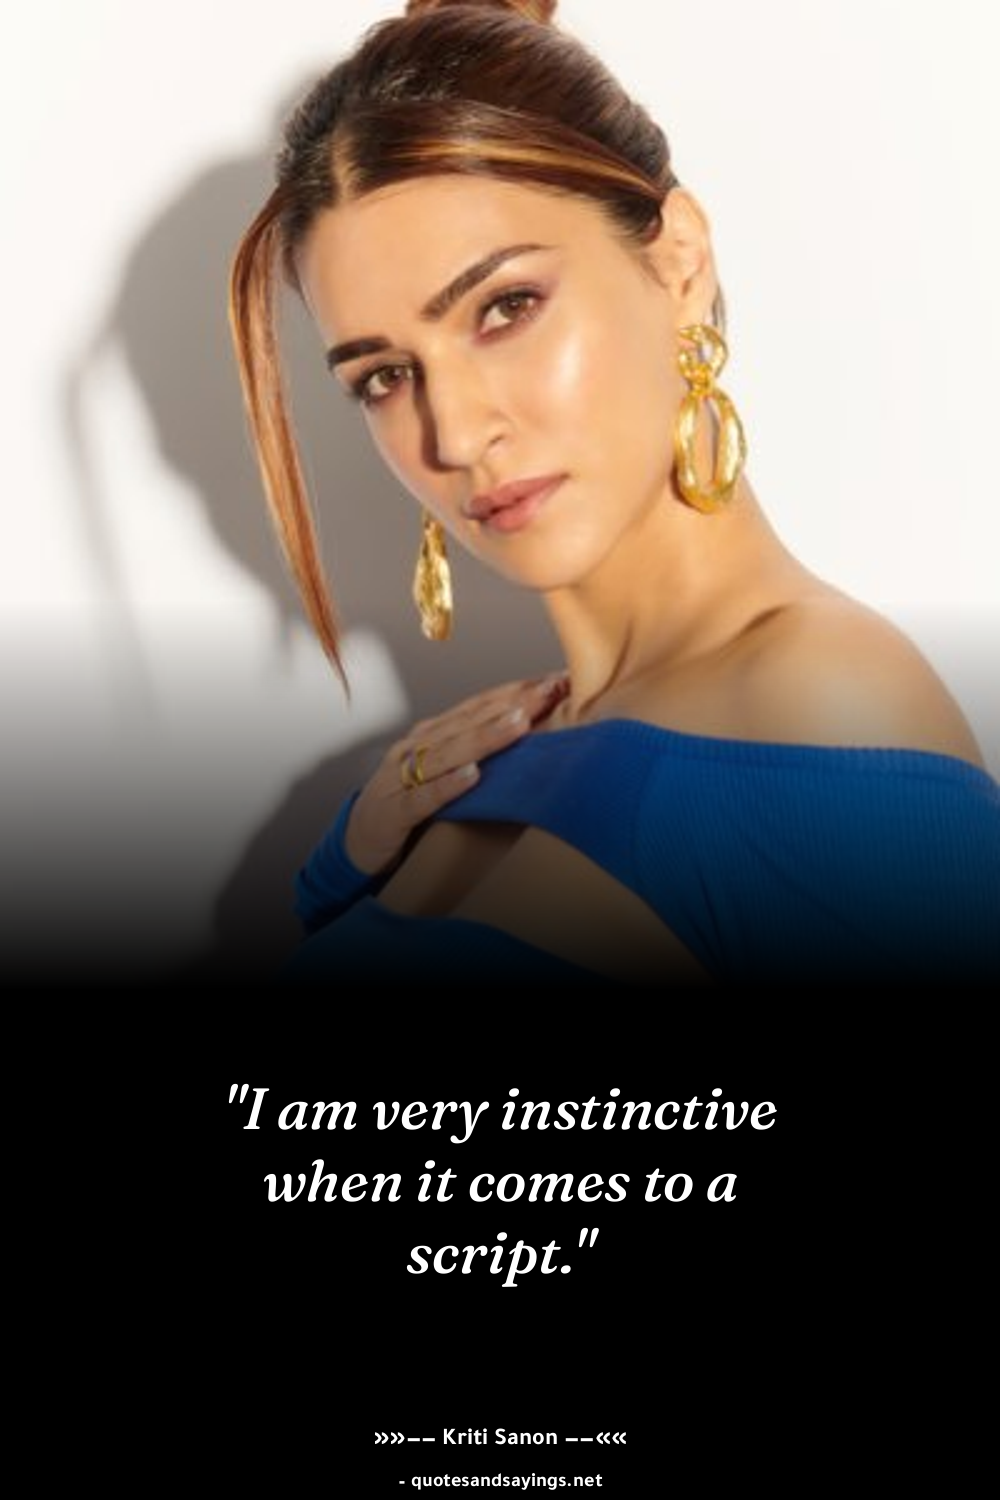 "I am very instinctive
when it comes to a
script."
»»−− Kriti Sanon −−««
- quotesandsayings.net